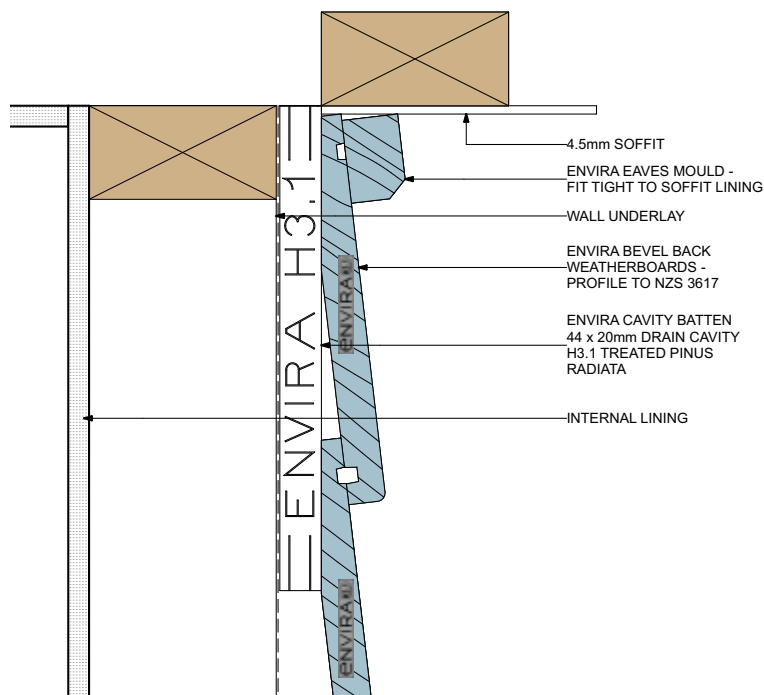 4.5mm SOFFIT
ENVIRA EAVES MOULD -
FIT TIGHT TO SOFFIT LINING
WALL UNDERLAY
ENVIRA BEVEL BACK
WEATHERBOARDS -
PROFILE TO NZS 3617
ENVIRA CAVITY BATTEN
44 x 20mm DRAIN CAVITY
H3.1 TREATED PINUS
RADIATA
INTERNAL LINING
ENVIRA H3.1
ENVIRA
ENVIRA